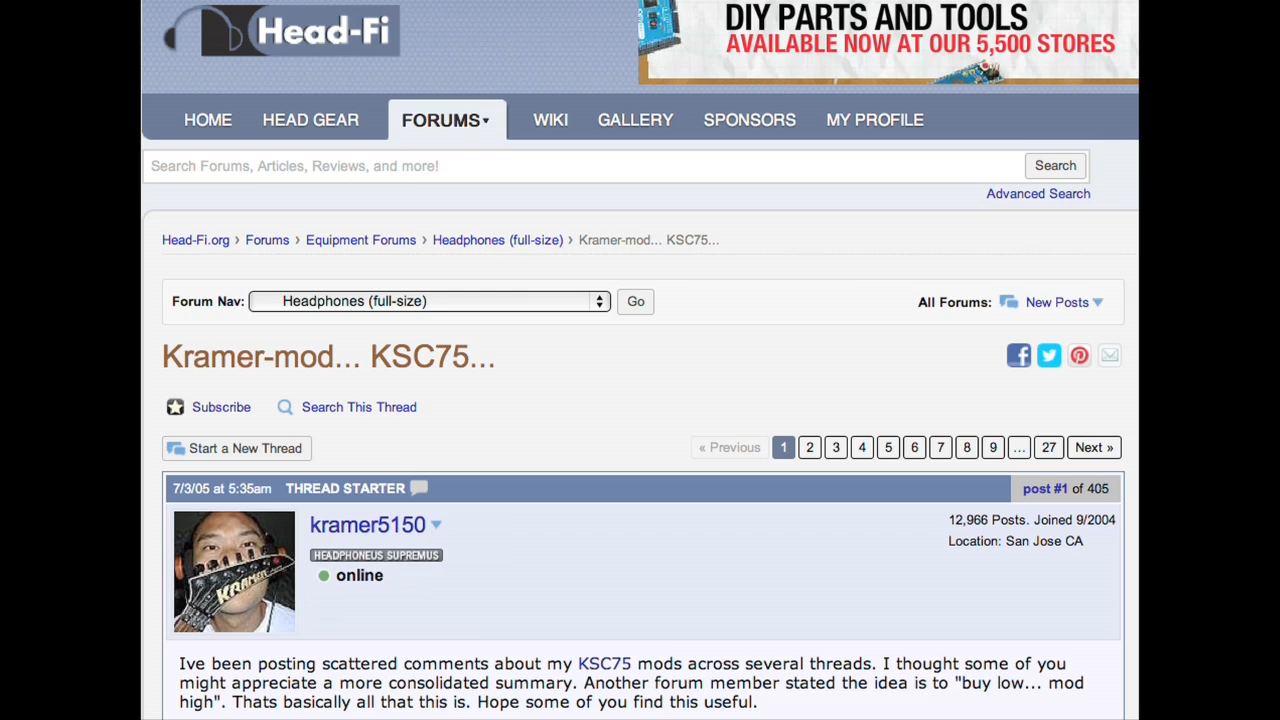 Head-Fi
DIY PARTS AND TOOLS
AVAILABLE NOW AT OUR 5,500 STORES
HOME HEAD GEAR FORUMS WIKI GALLERY SPONSORS MY PROFILE
Search Forums, Articles, Reviews, and more! Search
Advanced Search
Head-Fi.org › Forums › Equipment Forums › Headphones (full-size) › Kramer-mod... KSC75...
Forum Nav: Headphones (full-size) Go All Forums: New Posts
Kramer-mod... KSC75...
Subscribe Search This Thread
Start a New Thread « Previous 1 2 3 4 5 6 7 8 9 ... 27 Next »
7/3/05 at 5:35am THREAD STARTER post #1 of 405
kramer5150 12,966 Posts. Joined 9/2004
HEADPHONEUS SUPREMUS Location: San Jose CA
online
KRAMER
Ive been posting scattered comments about my KSC75 mods across several threads. I thought some of you
might appreciate a more consolidated summary. Another forum member stated the idea is to "buy low... mod
high". Thats basically all that this is. Hope some of you find this useful.